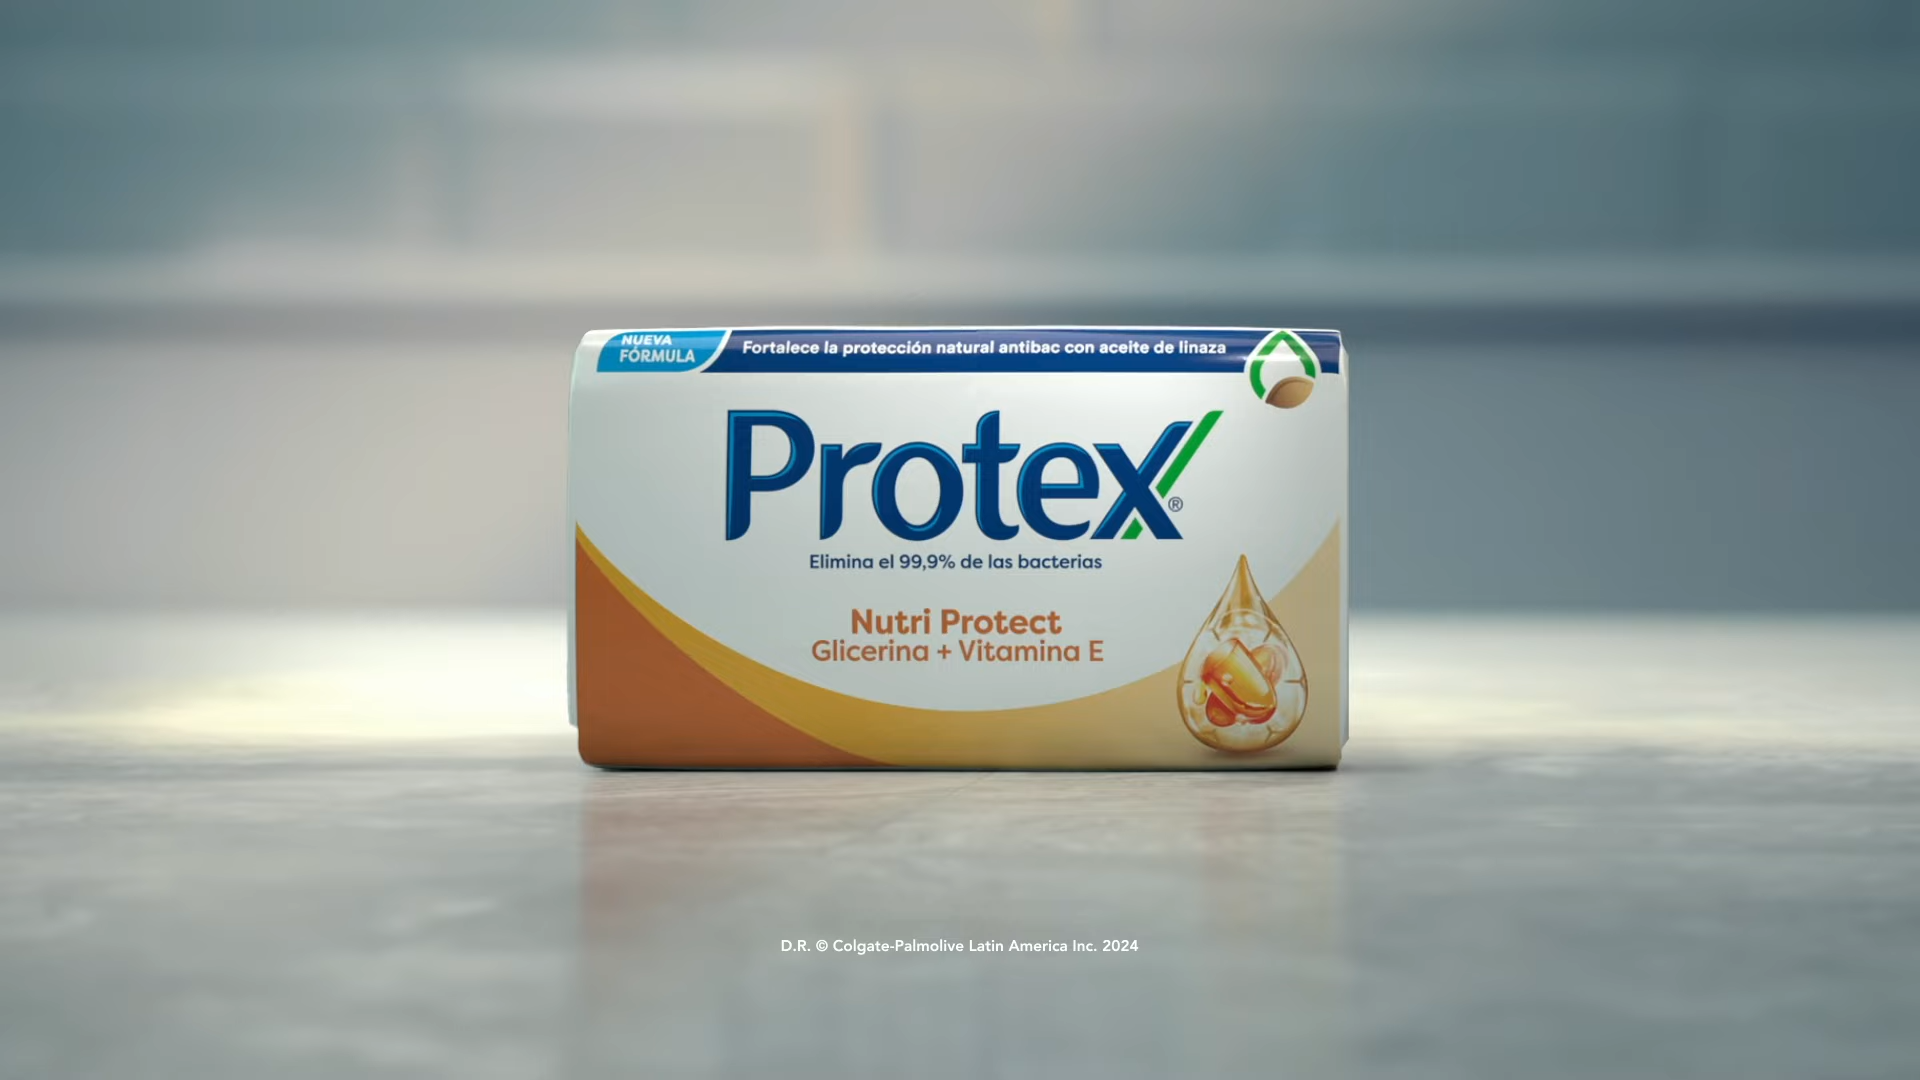 NUEVA
FÓRMULA
Fortalece la protección natural antibac con aceite de linaza
Protex®
Elimina el 99,9% de las bacterias
Nutri Protect
Glicerina + Vitamina E
D.R. © Colgate-Palmolive Latin America Inc. 2024